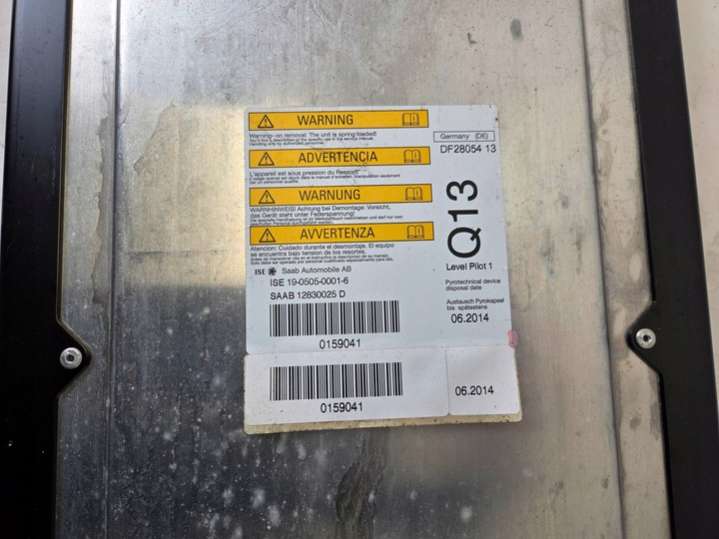 WARNING
Warning-on removal: The unit is spring loaded!
ADVERTENCIA
L'appareil est sous pression du Ressort!
WARNUNG
WARNHINWEIS! Achtung bei Demontage: Vorsicht,
das Gerät steht unter Federspannung!
AVVERTENZA
Atencion: Cuidado durante el desmontaje. El equipo
se encuentra bajo tension de los resortes.
ISE Saab Automobile AB
ISE 19-0505-0001-6
SAAB 12830025 D
0159041
0159041
Germany (DE)
DF28054 13
Q13
Level Pilot 1
Pyrotechnical device
disposal date
Austausch Pyrokapsel
bis spätestens
06.2014
06.2014